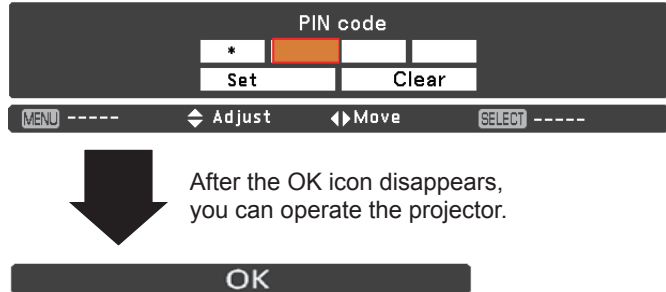 PIN code
*
Set Clear
MENU ----- Adjust Move SELECT -----
After the OK icon disappears,
you can operate the projector.
OK